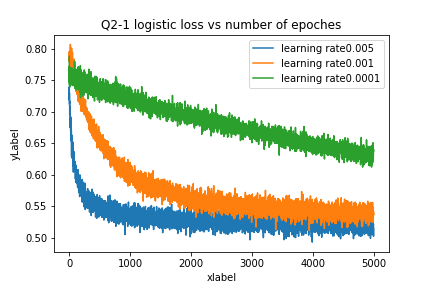 Q2-1 logistic loss vs number of epoches
learning rate0.005
learning rate0.001
learning rate0.0001
yLabel
0.80
0.75
0.70
0.65
0.60
0.55
0.50
0
1000
2000
3000
4000
5000
xlabel